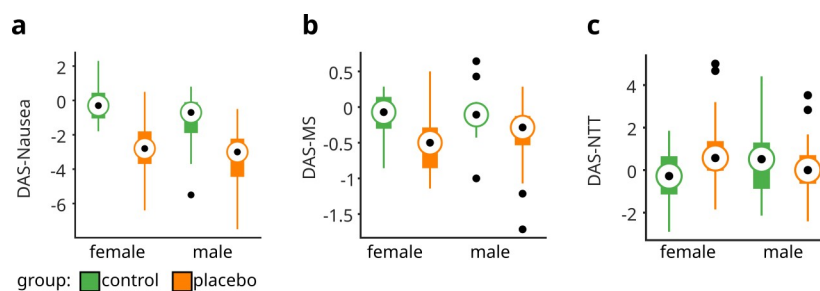 a
b
c
DAS-Nausea
2
0
-2
-4
-6
female
male
DAS-MS
0.5
0
-0.5
-1
-1.5
female
male
DAS-NTT
4
2
0
-2
female
male
group: control placebo